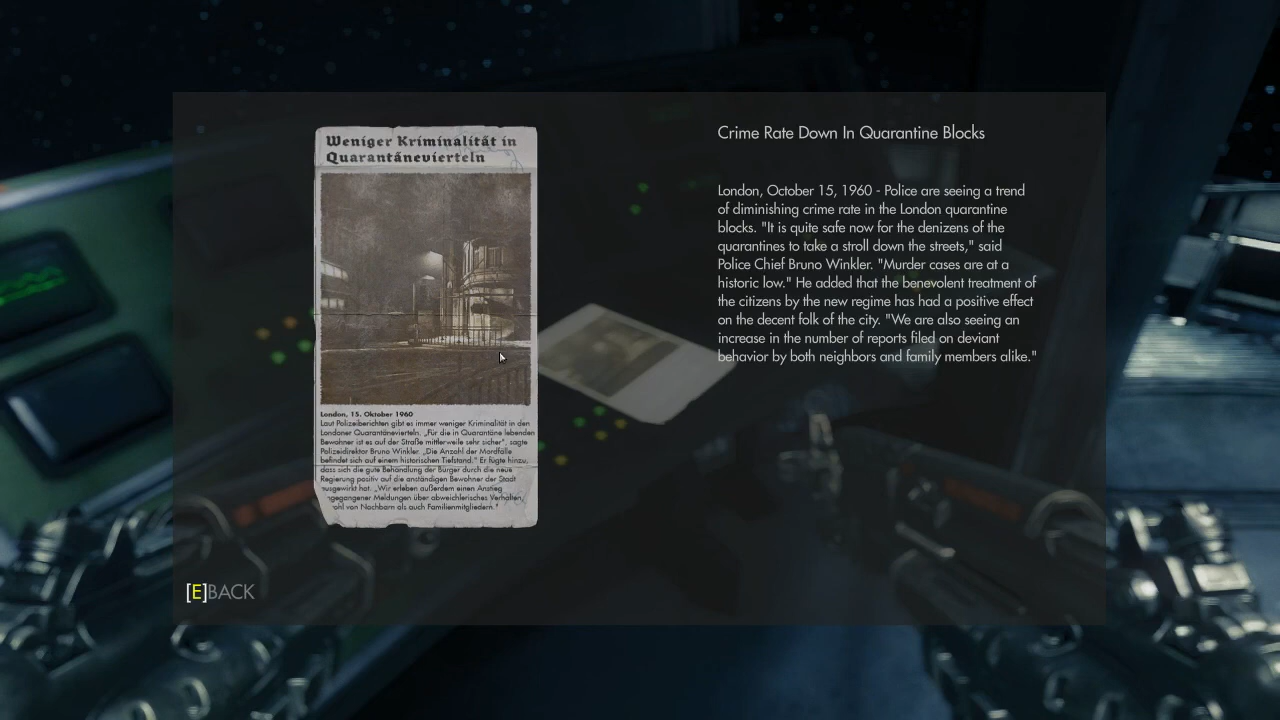 Weniger Kriminalität in
Quarantänevierteln
London, 15. Oktober 1960
Laut Polizeiberichten gibt es immer weniger Kriminalität in den
Londoner Quarantänevierteln. „Für die in Quarantäne lebenden
Bewohner ist es auf der Straße mittlerweile sehr sicher", sagte
Polizeidirektor Bruno Winkler. „Die Anzahl der Mordfälle
befindet sich auf einem historischen Tiefstand." Er fügte hinzu,
dass sich die gute Behandlung der Bürger durch die neue
Regierung positiv auf die anständigen Bewohner der Stadt
ausgewirkt hat. „Wir erleben außerdem einen Anstieg
ngegangener Meldungen über abweichlerisches Verhalten,
ohl von Nachbarn als auch Familienmitgliedern."
Crime Rate Down In Quarantine Blocks
London, October 15, 1960 - Police are seeing a trend
of diminishing crime rate in the London quarantine
blocks. "It is quite safe now for the denizens of the
quarantines to take a stroll down the streets," said
Police Chief Bruno Winkler. "Murder cases are at a
historic low." He added that the benevolent treatment of
the citizens by the new regime has had a positive effect
on the decent folk of the city. "We are also seeing an
increase in the number of reports filed on deviant
behavior by both neighbors and family members alike."
[E]BACK